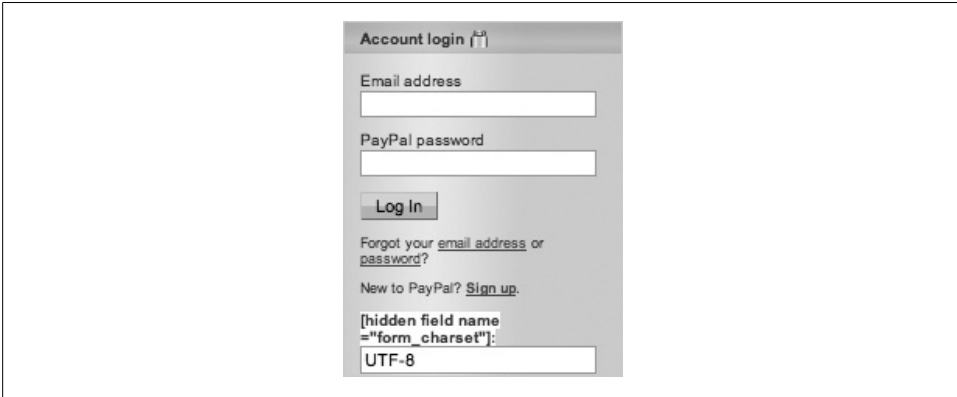 Account login
Email address
PayPal password
Log In
Forgot your email address or
password?
New to PayPal? Sign up.
[hidden field name
="form_charset"]:
UTF-8